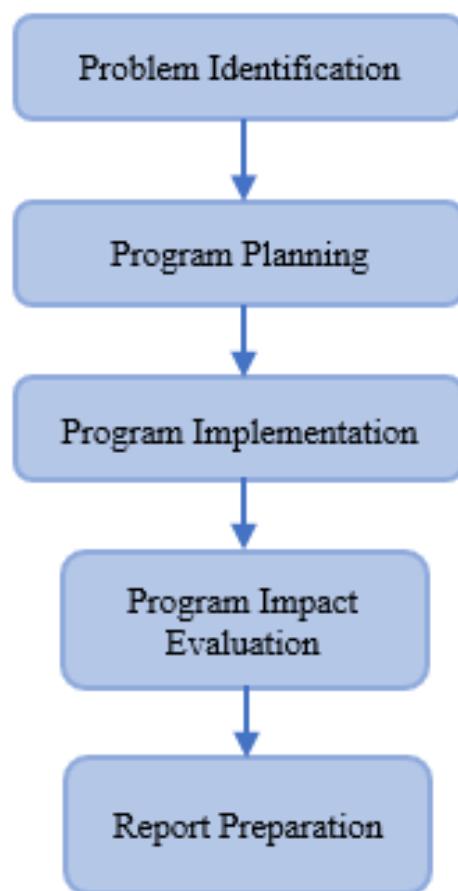 Problem Identification
Program Planning
Program Implementation
Program Impact
Evaluation
Report Preparation